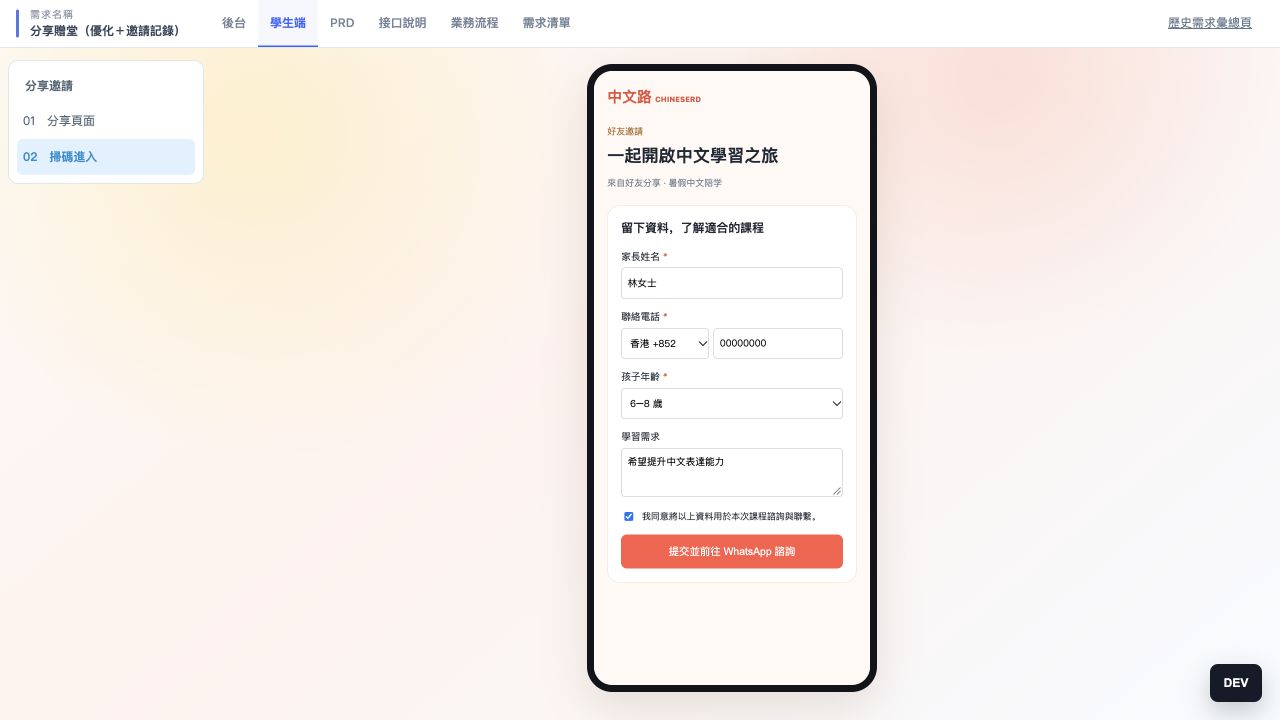 需求名稱
分享贈堂（優化＋邀請記錄）
後台
學生端
PRD
接口說明
業務流程
需求清單
歷史需求彙總頁
分享邀請
01 分享頁面
02 掃碼進入
中文路 CHINESERD
好友邀請
一起開啟中文學習之旅
來自好友分享 · 暑假中文陪学
留下資料，了解適合的課程
家長姓名 *
林女士
聯絡電話 *
香港 +852 00000000
孩子年齡 *
6–8 歲
學習需求
希望提升中文表達能力
我同意將以上資料用於本次課程諮詢與聯繫。
提交並前往 WhatsApp 諮詢
DEV